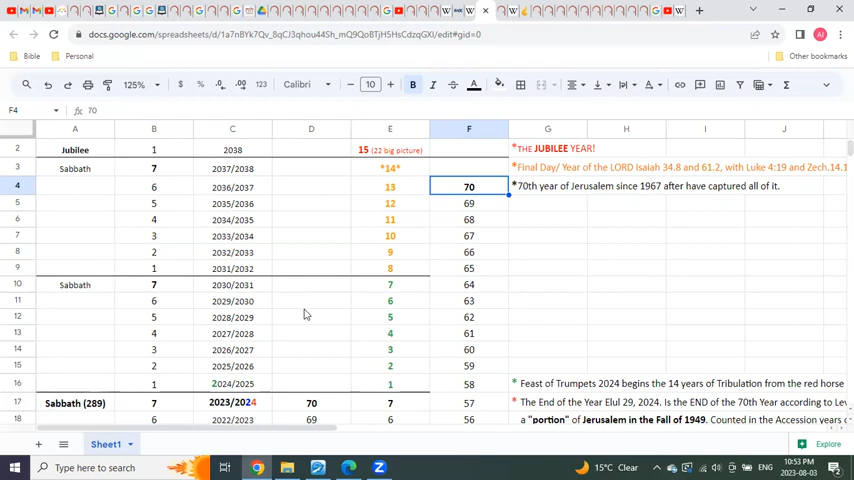 docs.google.com/spreadsheets/d/1a7nBYk7Qv_8qCJ3qhou44Sh_mQ9OBTjH5HsCdzqGXI/edit#gid=0
AI
Bible Personal Other bookmarks
125% $ % .0 .00 123 Calibri 10 B I A
F4 fx 70
A B C D E F G H I J
2 Jubilee 1 2038 15 (22 big picture) *THE JUBILEE YEAR!
3 Sabbath 7 2037/2038 *14* *Final Day/ Year of the LORD Isaiah 34.8 and 61.2, with Luke 4:19 and Zech.14.1
4 6 2036/2037 13 70 *70th year of Jerusalem since 1967 after have captured all of it.
5 5 2035/2036 12 69
6 4 2034/2035 11 68
7 3 2033/2034 10 67
8 2 2032/2033 9 66
9 1 2031/2032 8 65
10 Sabbath 7 2030/2031 7 64
11 6 2029/2030 6 63
12 5 2028/2029 5 62
13 4 2027/2028 4 61
14 3 2026/2027 3 60
15 2 2025/2026 2 59
16 1 2024/2025 1 58 * Feast of Trumpets 2024 begins the 14 years of Tribulation from the red horse
17 Sabbath (289) 7 2023/2024 70 7 57 * The End of the Year Elul 29, 2024. Is the END of the 70th Year according to Lev
18 6 2022/2023 69 6 56 a "portion" of Jerusalem in the Fall of 1949. Counted in the Accession years o
Sheet1 Explore
Type here to search 15°C Clear ENG 10:53 PM
2023-08-03